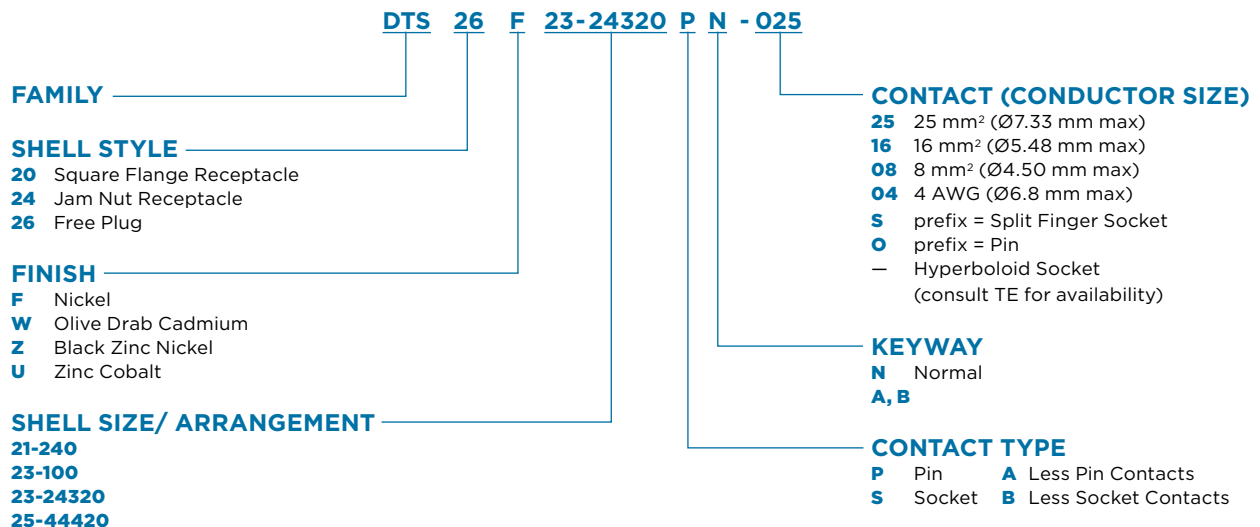 DTS 26 F 23-24320 P N - 025
FAMILY
SHELL STYLE
20 Square Flange Receptacle
24 Jam Nut Receptacle
26 Free Plug
FINISH
F Nickel
W Olive Drab Cadmium
Z Black Zinc Nickel
U Zinc Cobalt
SHELL SIZE/ ARRANGEMENT
21-240
23-100
23-24320
25-44420
CONTACT (CONDUCTOR SIZE)
25 25 mm² (Ø7.33 mm max)
16 16 mm² (Ø5.48 mm max)
08 8 mm² (Ø4.50 mm max)
04 4 AWG (Ø6.8 mm max)
S prefix = Split Finger Socket
O prefix = Pin
— Hyperboloid Socket
(consult TE for availability)
KEYWAY
N Normal
A, B
CONTACT TYPE
P Pin A Less Pin Contacts
S Socket B Less Socket Contacts